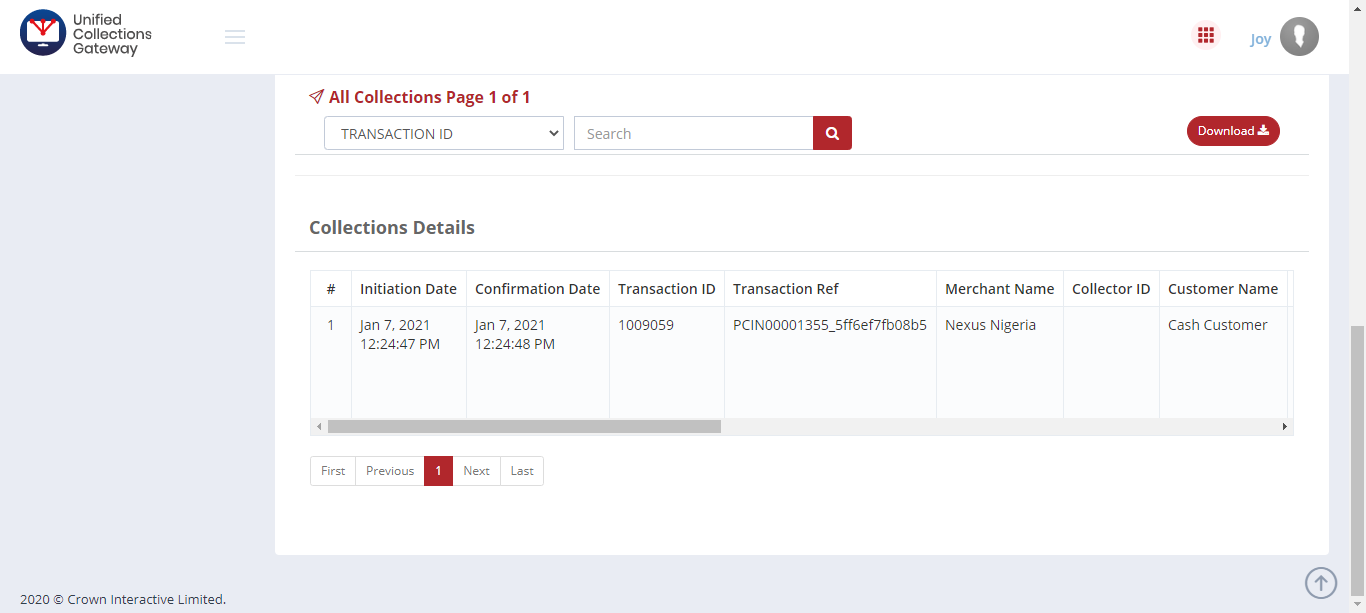 Unified
Collections
Gateway
Joy
All Collections Page 1 of 1
TRANSACTION ID
Search
Download
Collections Details
# Initiation Date Confirmation Date Transaction ID Transaction Ref Merchant Name Collector ID Customer Name
1 Jan 7, 2021 Jan 7, 2021 1009059 PCIN00001355_5ff6ef7fb08b5 Nexus Nigeria Cash Customer
12:24:47 PM 12:24:48 PM
First Previous 1 Next Last
2020 © Crown Interactive Limited.